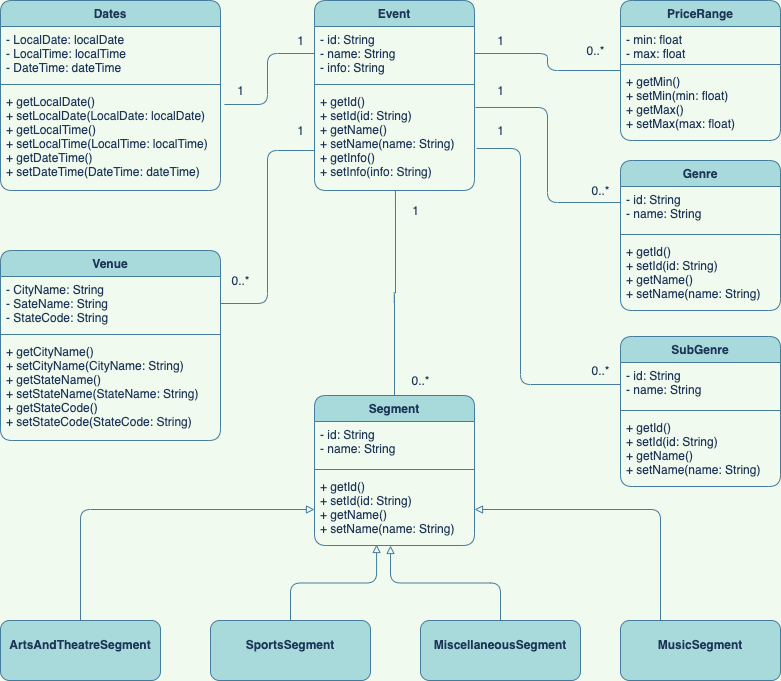 Dates
- LocalDate: localDate
- LocalTime: localTime
- DateTime: dateTime
+ getLocalDate()
+ setLocalDate(LocalDate: localDate)
+ getLocalTime()
+ setLocalTime(LocalTime: localTime)
+ getDateTime()
+ setDateTime(DateTime: dateTime)
1
1
Event
- id: String
- name: String
- info: String
+ getId()
+ setId(id: String)
+ getName()
+ setName(name: String)
+ getInfo()
+ setInfo(info: String)
1
0..*
PriceRange
- min: float
- max: float
+ getMin()
+ setMin(min: float)
+ getMax()
+ setMax(max: float)
1
0..*
Genre
- id: String
- name: String
+ getId()
+ setId(id: String)
+ getName()
+ setName(name: String)
1
0..*
SubGenre
- id: String
- name: String
+ getId()
+ setId(id: String)
+ getName()
+ setName(name: String)
1
0..*
Venue
- CityName: String
- SateName: String
- StateCode: String
+ getCityName()
+ setCityName(CityName: String)
+ getStateName()
+ setStateName(StateName: String)
+ getStateCode()
+ setStateCode(StateCode: String)
1
0..*
Segment
- id: String
- name: String
+ getId()
+ setId(id: String)
+ getName()
+ setName(name: String)
ArtsAndTheatreSegment
SportsSegment
MiscellaneousSegment
MusicSegment